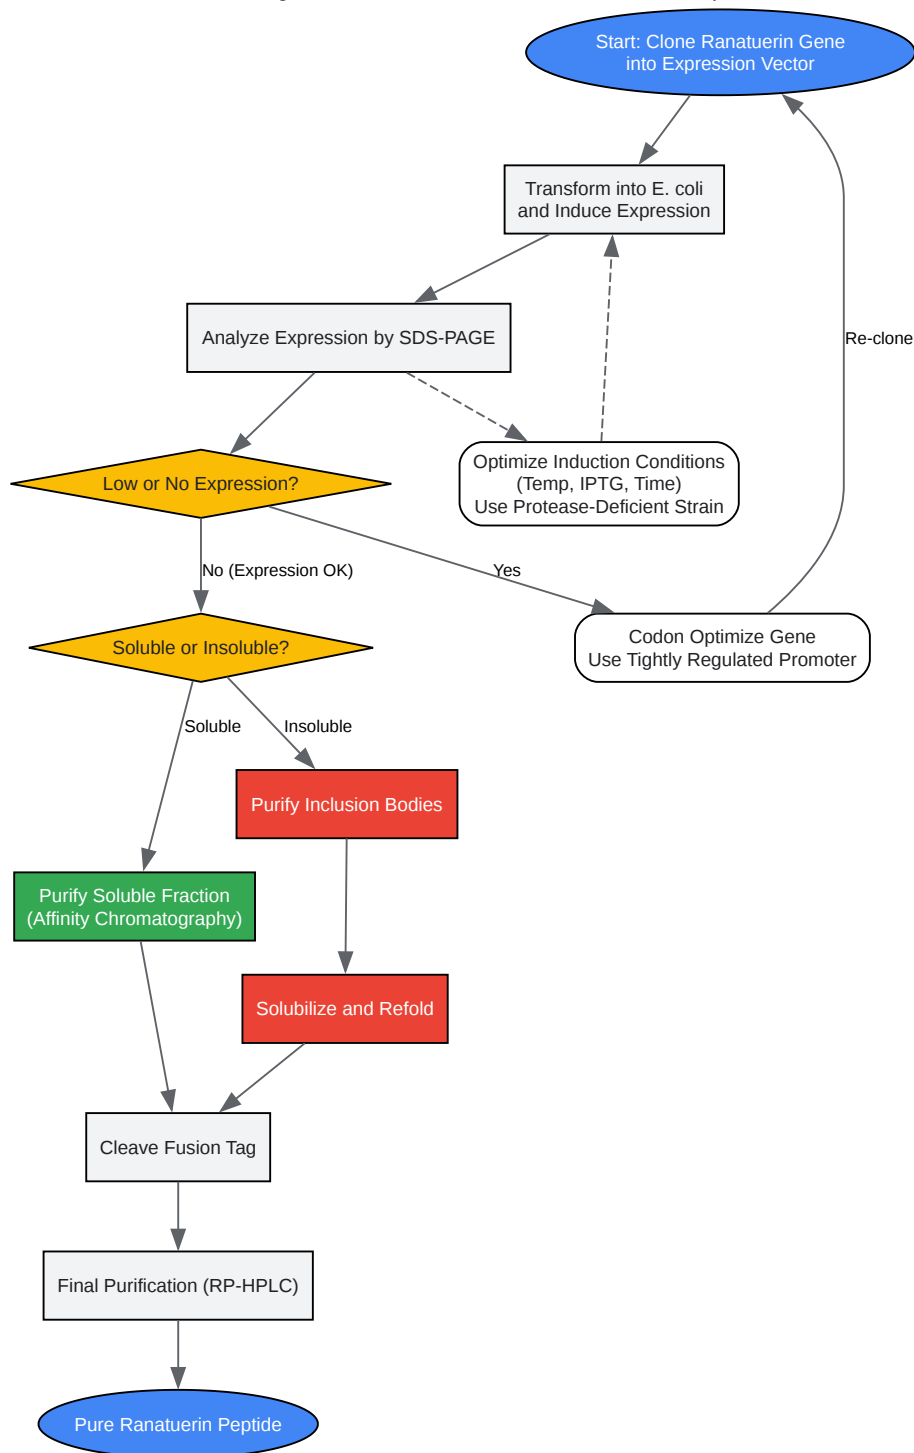 Start: Clone Ranatuerin Gene
into Expression Vector
Transform into E. coli
and Induce Expression
Analyze Expression by SDS-PAGE
Re-clone
Optimize Induction Conditions
(Temp, IPTG, Time)
Use Protease-Deficient Strain
Low or No Expression?
No (Expression OK)
Yes
Soluble or Insoluble?
Codon Optimize Gene
Use Tightly Regulated Promoter
Soluble
Insoluble
Purify Inclusion Bodies
Purify Soluble Fraction
(Affinity Chromatography)
Solubilize and Refold
Cleave Fusion Tag
Final Purification (RP-HPLC)
Pure Ranatuerin Peptide